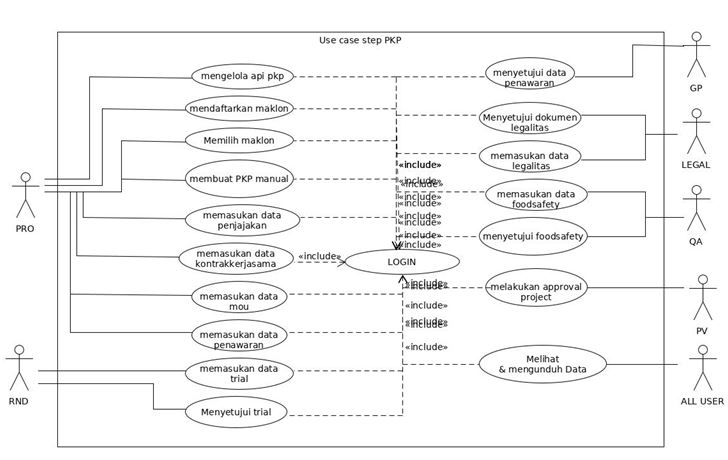 Use case step PKP
mengelola api pkp
mendaftarkan maklon
Memilih maklon
membuat PKP manual
memasukan data
penjajakan
memasukan data
kontrakkerjasama
memasukan data
mou
memasukan data
penawaran
memasukan data
trial
Menyetujui trial
PRO
RND
«include»
«include»
«include»
«include»
«include»
«include»
«include»
«include»
«include»
«include»
LOGIN
«include»
«include»
«include»
«include»
«include»
«include»
menyetujui data
penawaran
Menyetujui dokumen
legalitas
memasukan data
legalitas
memasukan data
foodsafety
menyetujui foodsafety
melakukan approval
project
Melihat
& mengunduh Data
GP
LEGAL
QA
PV
ALL USER